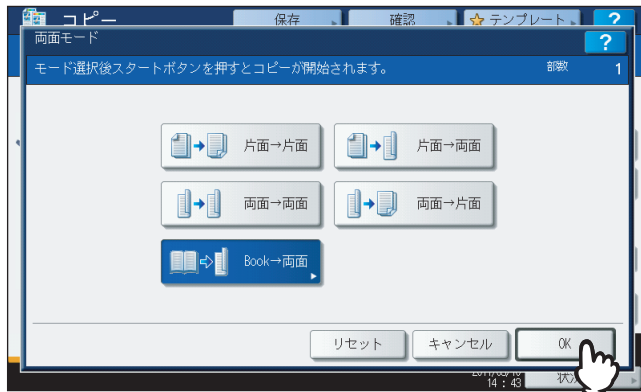 コピー 保存 確認 テンプレート ?
両面モード ?
モード選択後スタートボタンを押すとコピーが開始されます。 部数 1
片面→片面 片面→両面
両面→両面 両面→片面
Book→両面
リセット キャンセル OK
14:43